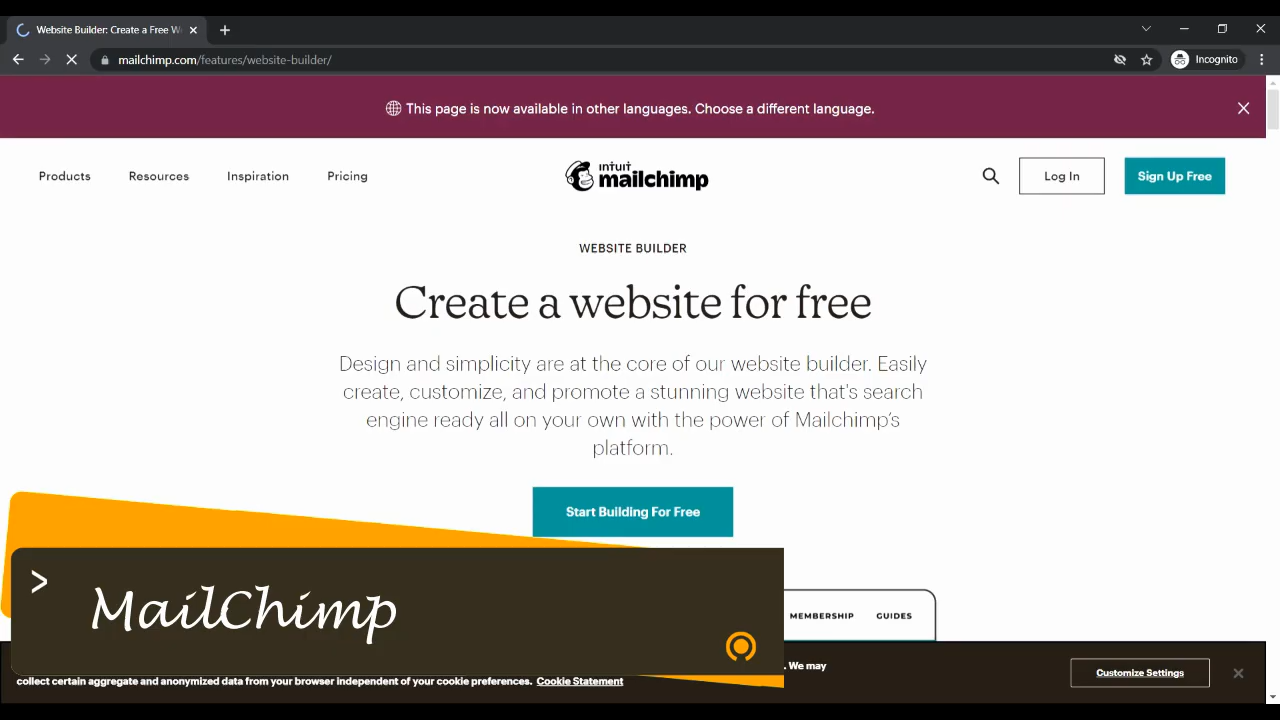 Website Builder: Create a Free W
mailchimp.com/features/website-builder/
Incognito
This page is now available in other languages. Choose a different language.
Products Resources Inspiration Pricing
INTUIT
mailchimp
Log In
Sign Up Free
WEBSITE BUILDER
Create a website for free
Design and simplicity are at the core of our website builder. Easily
create, customize, and promote a stunning website that's search
engine ready all on your own with the power of Mailchimp's
platform.
Start Building For Free
> MailChimp
MEMBERSHIP GUIDES
. We may
collect certain aggregate and anonymized data from your browser independent of your cookie preferences. Cookie Statement
Customize Settings